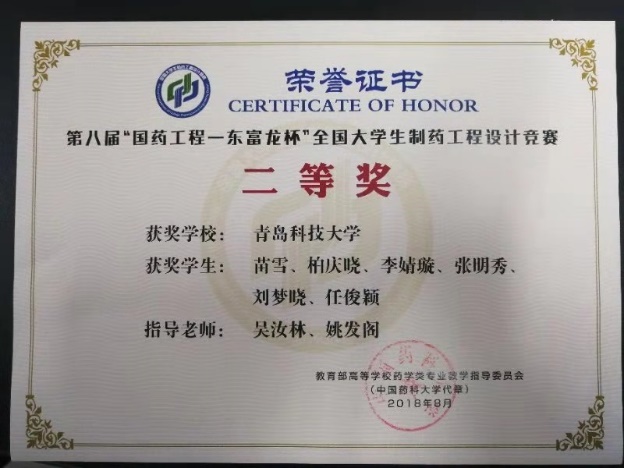 荣誉证书
CERTIFICATE OF HONOR
第八届“国药工程—东富龙杯”全国大学生制药工程设计竞赛
二等奖
获奖学校：青岛科技大学
获奖学生：苗雪、柏庆晓、李婧璇、张明秀、
刘梦晓、任俊颖
指导老师：吴汝林、姚发阁
教育部高等学校药学类专业教学指导委员会
（中国药科大学代章）
2018年8月